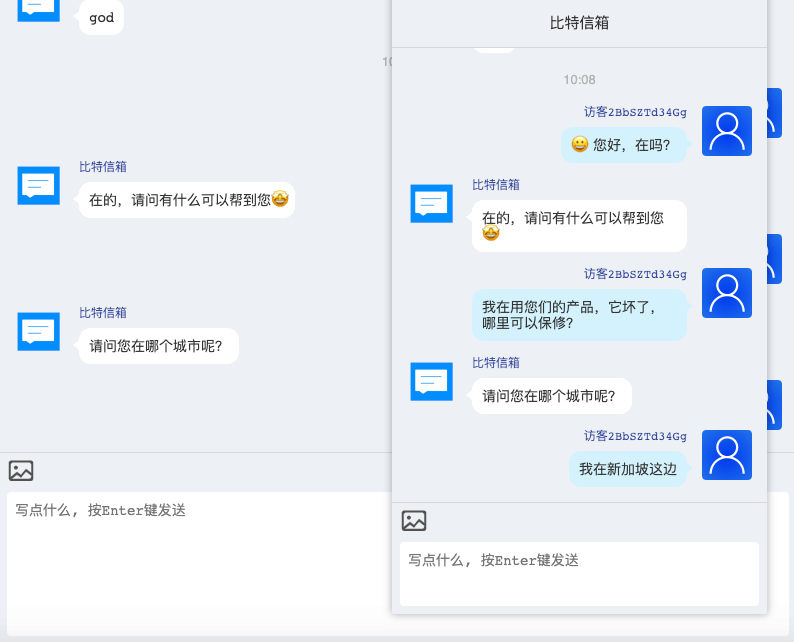 god
10
比特信箱
在的，请问有什么可以帮到您🤩
比特信箱
请问您在哪个城市呢？
写点什么, 按Enter键发送
比特信箱
10:08
访客2BbSZTd34Gg
😀 您好，在吗？
比特信箱
在的，请问有什么可以帮到您
🤩
访客2BbSZTd34Gg
我在用您们的产品，它坏了，
哪里可以保修？
比特信箱
请问您在哪个城市呢？
访客2BbSZTd34Gg
我在新加坡这边
写点什么, 按Enter键发送